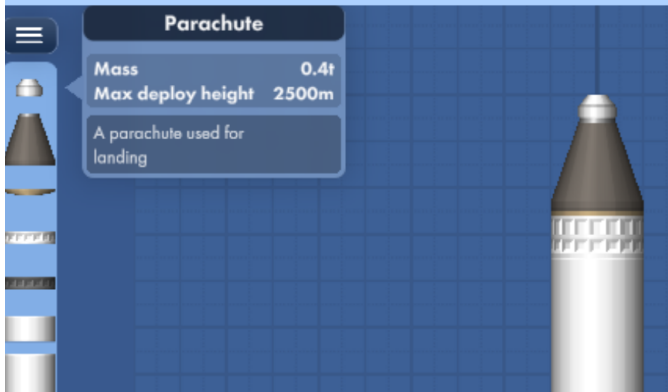 Parachute
Mass 0.4t
Max deploy height 2500m
A parachute used for
landing